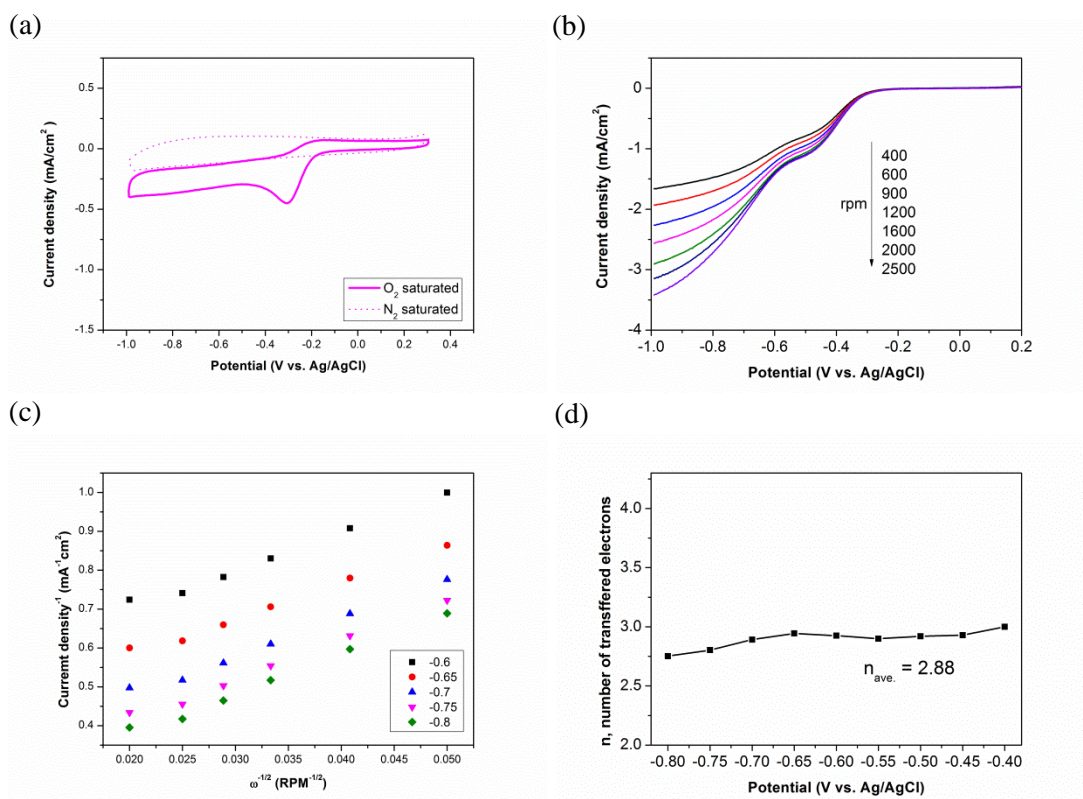 (a)
0.5
0.0
-0.5
-1.0
-1.5
Current density (mA/cm²)
O₂ saturated
N₂ saturated
-1.0 -0.8 -0.6 -0.4 -0.2 0.0 0.2 0.4
Potential (V vs. Ag/AgCl)
(b)
0
-1
-2
-3
-4
Current density (mA/cm²)
rpm
400
600
900
1200
1600
2000
2500
-1.0 -0.8 -0.6 -0.4 -0.2 0.0 0.2
Potential (V vs. Ag/AgCl)
(c)
1.0
0.9
0.8
0.7
0.6
0.5
0.4
Curremt density⁻¹ (mA⁻¹cm²)
-0.6
-0.65
-0.7
-0.75
-0.8
0.020 0.025 0.030 0.035 0.040 0.045 0.050
ω⁻¹/² (RPM⁻¹/²)
(d)
4.0
3.5
3.0
2.5
2.0
n, number of transffered electrons
nave. = 2.88
-0.80 -0.75 -0.70 -0.65 -0.60 -0.55 -0.50 -0.45 -0.40
Potential (V vs. Ag/AgCl)